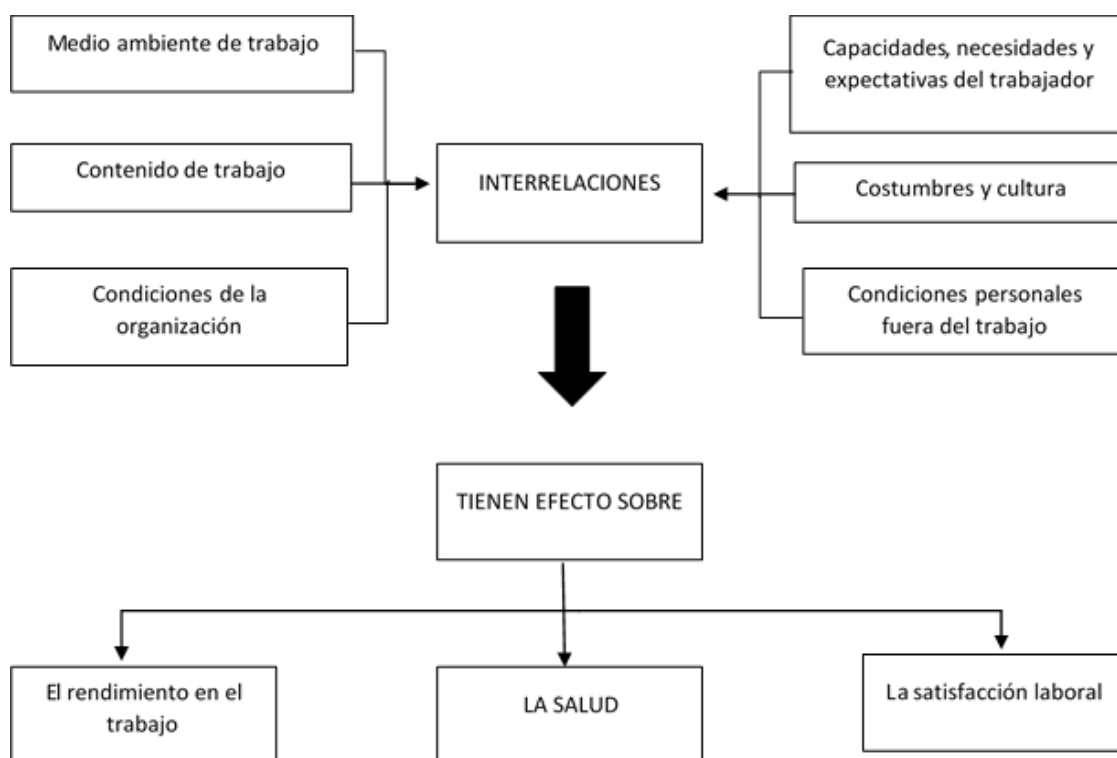 Medio ambiente de trabajo
Contenido de trabajo
Condiciones de la
organización
INTERRELACIONES
Capacidades, necesidades y
expectativas del trabajador
Costumbres y cultura
Condiciones personales
fuera del trabajo
TIENEN EFECTO SOBRE
El rendimiento en el
trabajo
LA SALUD
La satisfacción laboral